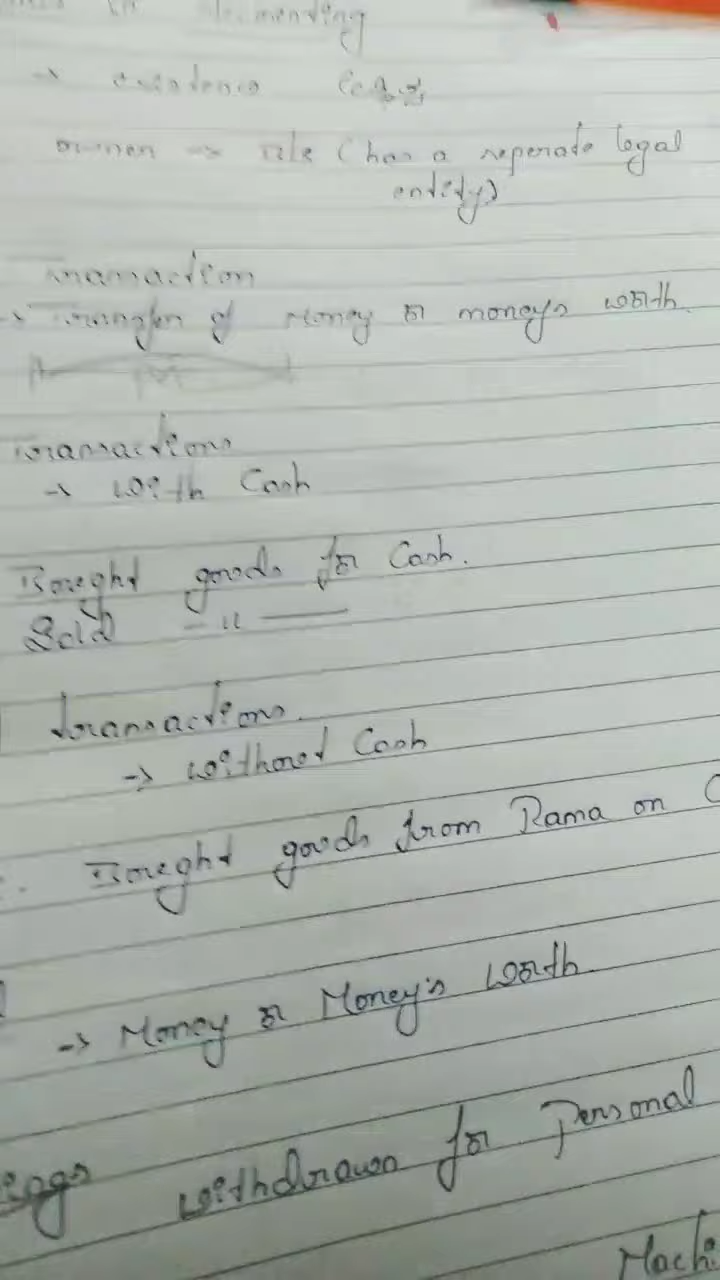 → existence
owner → (has a seperate legal
entity)
Transaction
→ Transfer of Money or money's worth.
Transactions
→ With Cash
Bought goods for Cash.
Sold -"-
Transactions.
→ Without Cash
Bought goods from Rama on
→ Money or Money's Worth
withdrawn for Personal
Machi